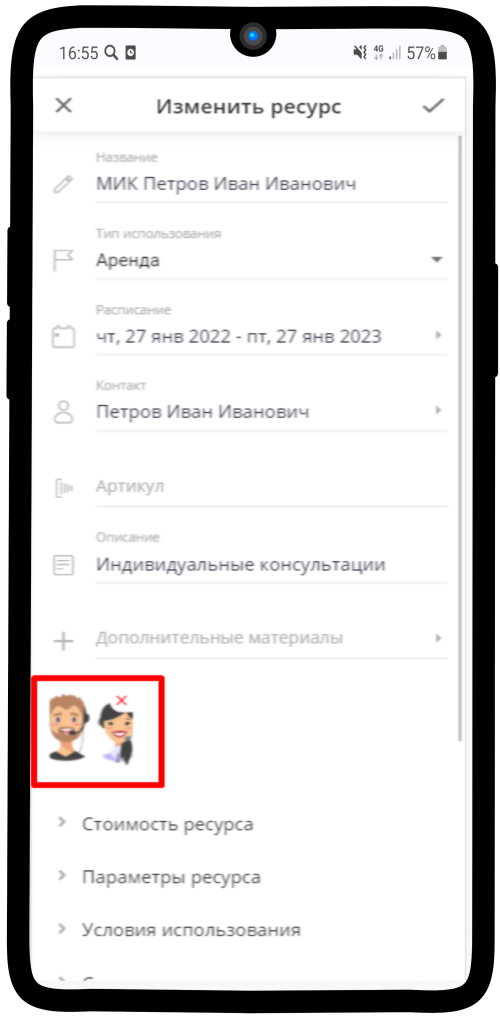 16:55 4G 57%
Изменить ресурс
Название
МИК Петров Иван Иванович
Тип использования
Аренда
Расписание
чт, 27 янв 2022 - пт, 27 янв 2023
Контакт
Петров Иван Иванович
Артикул
Описание
Индивидуальные консультации
Дополнительные материалы
Стоимость ресурса
Параметры ресурса
Условия использования